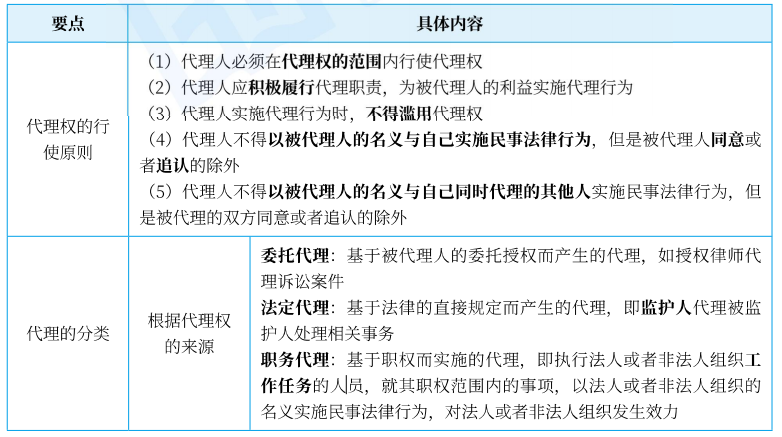 要点
具体内容
代理权的行
使原则
（1）代理人必须在代理权的范围内行使代理权
（2）代理人应积极履行代理职责，为被代理人的利益实施代理行为
（3）代理人实施代理行为时，不得滥用代理权
（4）代理人不得以被代理人的名义与自己实施民事法律行为，但是被代理人同意或
者追认的除外
（5）代理人不得以被代理人的名义与自己同时代理的其他人实施民事法律行为，但
是被代理的双方同意或者追认的除外
代理的分类
根据代理权
的来源
委托代理：基于被代理人的委托授权而产生的代理，如授权律师代
理诉讼案件
法定代理：基于法律的直接规定而产生的代理，即监护人代理被监
护人处理相关事务
职务代理：基于职权而实施的代理，即执行法人或者非法人组织工
作任务的人员，就其职权范围内的事项，以法人或者非法人组织的
名义实施民事法律行为，对法人或者非法人组织发生效力